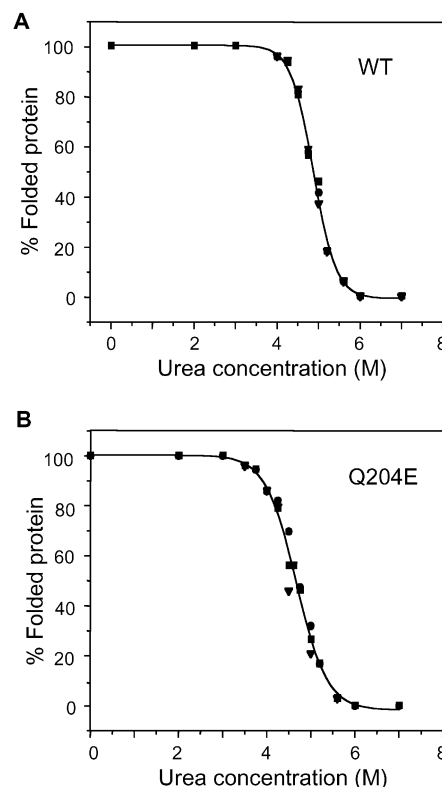 A
WT
% Folded protein
100
80
60
40
20
0
0 2 4 6 8
Urea concentration (M)
B
Q204E
% Folded protein
100
80
60
40
20
0
0 2 4 6 8
Urea concentration (M)